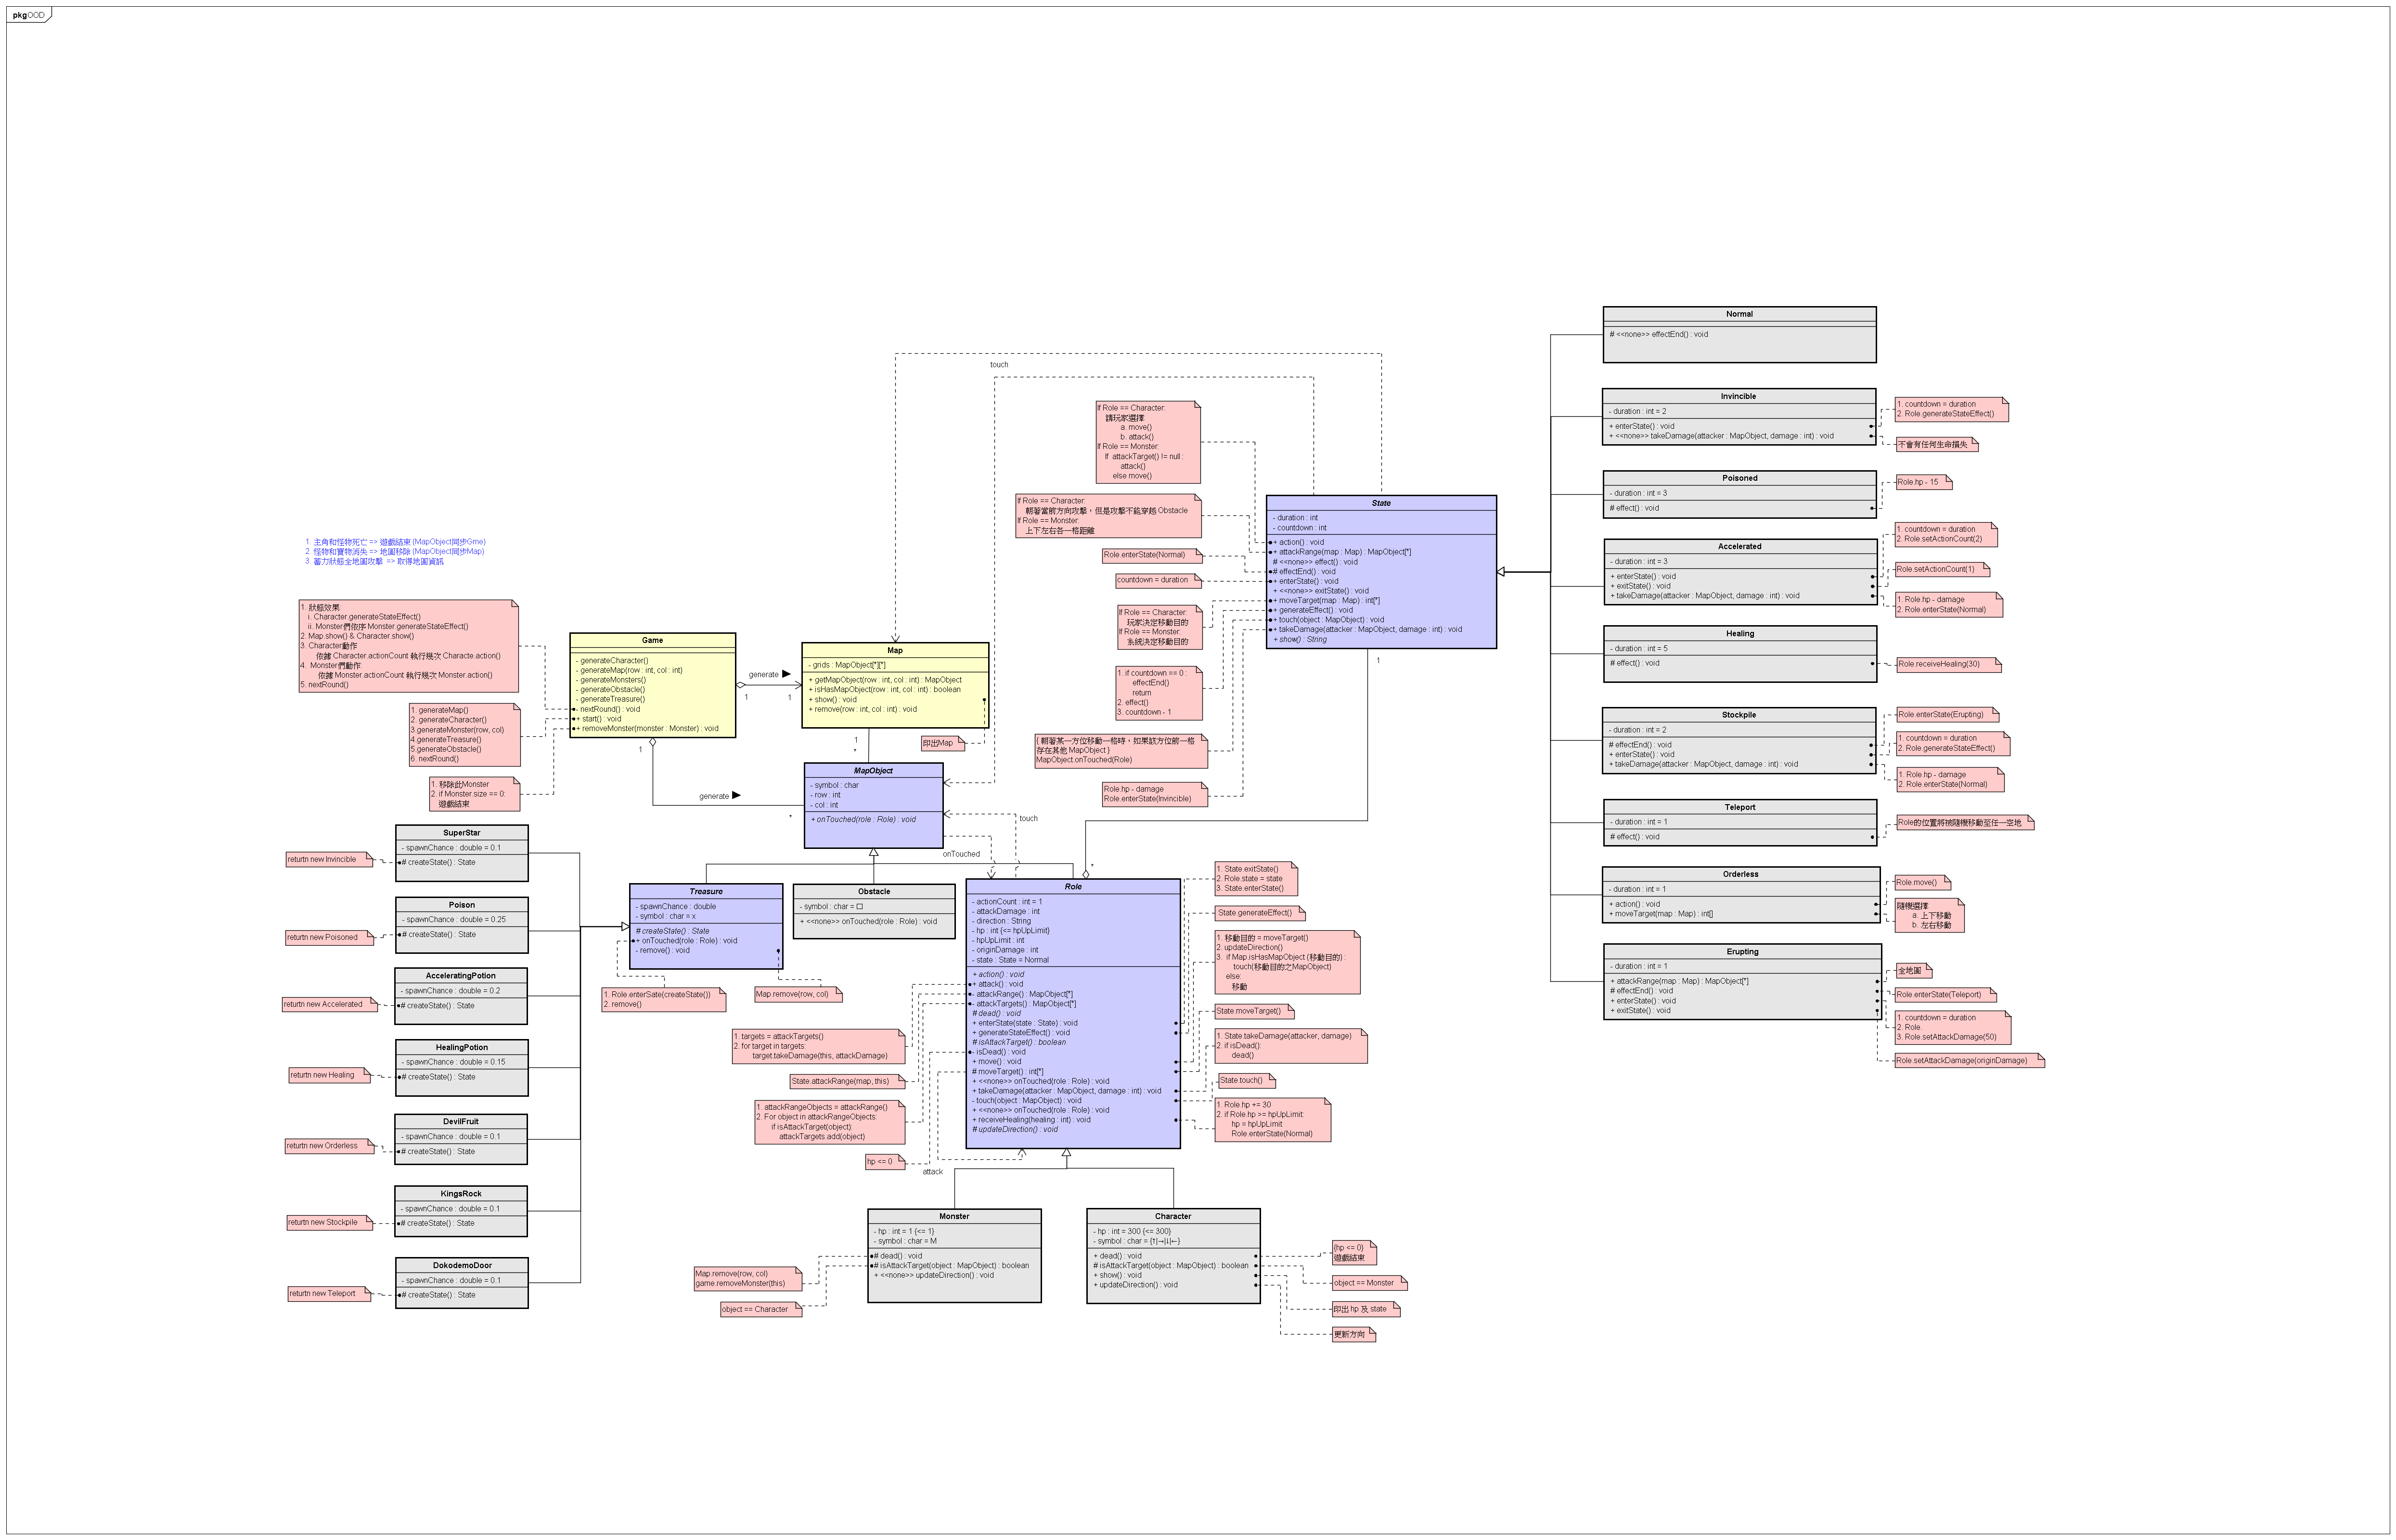 pkg OOD
1. 主角和怪物死亡 => 遊戲結束 (MapObject同步Gme)
2. 怪物和寶物消失 => 地圖移除 (MapObject同步Map)
3. 蓄力狀態全地圖攻擊 => 取得地圖資訊
1. 狀態效果:
i. Character.generateStateEffect()
ii. Monster們依序 Monster.generateStateEffect()
2. Map.show() & Character.show()
3. Character動作
依據 Character.actionCount 執行幾次 Characte.action()
4. Monster們動作
依據 Monster.actionCount 執行幾次 Monster.action()
5. nextRound()
1. generateMap()
2. generateCharacter()
3.generateMonster(row, col)
4.generateTreasure()
5.generateObstacle()
6. nextRound()
1. 移除此Monster
2. if Monster.size == 0:
遊戲結束
Game
- generateCharacter()
- generateMap(row : int, col : int)
- generateMonsters()
- generateObstacle()
- generateTreasure()
- nextRound() : void
+ start() : void
+ removeMonster(monster : Monster) : void
generate
1
1
1
generate
*
Map
- grids : MapObject[*][*]
+ getMapObject(row : int, col : int) : MapObject
+ isHasMapObject(row : int, col : int) : boolean
+ show() : void
+ remove(row : int, col : int) : void
印出Map
1
*
MapObject
- symbol : char
- row : int
- col : int
+ onTouched(role : Role) : void
touch
touch
onTouched
*
1
If Role == Character:
請玩家選擇:
a. move()
b. attack()
If Role == Monster:
If attackTarget() != null :
attack()
else move()
If Role == Character:
朝著當前方向攻擊，但是攻擊不能穿越 Obstacle
If Role == Monster:
上下左右各一格距離
Role.enterState(Normal)
countdown = duration
If Role == Character:
玩家決定移動目的
If Role == Monster:
系統決定移動目的
1. if countdown == 0 :
effectEnd()
return
2. effect()
3. countdown - 1
{ 朝著某一方位移動一格時，如果該方位前一格
存在其他 MapObject }
MapObject.onTouched(Role)
Role.hp - damage
Role.enterState(Invincible)
State
- duration : int
- countdown : int
+ action() : void
+ attackRange(map : Map) : MapObject[*]
# <<none>> effect() : void
# effectEnd() : void
+ enterState() : void
+ <<none>> exitState() : void
+ moveTarget(map : Map) : int[*]
+ generateEffect() : void
+ touch(object : MapObject) : void
+ takeDamage(attacker : MapObject, damage : int) : void
+ show() : String
Normal
# <<none>> effectEnd() : void
Invincible
- duration : int = 2
+ enterState() : void
+ <<none>> takeDamage(attacker : MapObject, damage : int) : void
1. countdown = duration
2. Role.generateStateEffect()
不會有任何生命損失
Poisoned
- duration : int = 3
# effect() : void
Role.hp - 15
Accelerated
- duration : int = 3
+ enterState() : void
+ exitState() : void
+ takeDamage(attacker : MapObject, damage : int) : void
1. countdown = duration
2. Role.setActionCount(2)
Role.setActionCount(1)
1. Role.hp - damage
2. Role.enterState(Normal)
Healing
- duration : int = 5
# effect() : void
Role.receiveHealing(30)
Stockpile
- duration : int = 2
# effectEnd() : void
+ enterState() : void
+ takeDamage(attacker : MapObject, damage : int) : void
Role.enterState(Erupting)
1. countdown = duration
2. Role.generateStateEffect()
1. Role.hp - damage
2. Role.enterState(Normal)
Teleport
- duration : int = 1
# effect() : void
Role的位置將被隨機移動至任一空地
Orderless
- duration : int = 1
+ action() : void
+ moveTarget(map : Map) : int[]
Role.move()
隨機選擇:
a. 上下移動
b. 左右移動
Erupting
- duration : int = 1
+ attackRange(map : Map) : MapObject[*]
# effectEnd() : void
+ enterState() : void
+ exitState() : void
全地圖
Role.enterState(Teleport)
1. countdown = duration
2. Role.
3. Role.setAttackDamage(50)
Role.setAttackDamage(originDamage)
SuperStar
- spawnChance : double = 0.1
# createState() : State
returtn new Invincible
Poison
- spawnChance : double = 0.25
# createState() : State
returtn new Poisoned
AcceleratingPotion
- spawnChance : double = 0.2
# createState() : State
returtn new Accelerated
HealingPotion
- spawnChance : double = 0.15
# createState() : State
returtn new Healing
DevilFruit
- spawnChance : double = 0.1
# createState() : State
returtn new Orderless
KingsRock
- spawnChance : double = 0.1
# createState() : State
returtn new Stockpile
DokodemoDoor
- spawnChance : double = 0.1
# createState() : State
returtn new Teleport
Treasure
- spawnChance : double
- symbol : char = x
# createState() : State
+ onTouched(role : Role) : void
- remove() : void
1. Role.enterSate(createState())
2. remove()
Map.remove(row, col)
Obstacle
- symbol : char = □
+ <<none>> onTouched(role : Role) : void
Role
- actionCount : int = 1
- attackDamage : int
- direction : String
- hp : int {<= hpUpLimit}
- hpUpLimit : int
- originDamage : int
- state : State = Normal
+ action() : void
+ attack() : void
- attackRange() : MapObject[*]
- attackTargets() : MapObject[*]
# dead() : void
+ enterState(state : State) : void
+ generateStateEffect() : void
# isAttackTarget() : boolean
- isDead() : void
+ move() : void
# moveTarget() : int[*]
+ <<none>> onTouched(role : Role) : void
+ takeDamage(attacker : MapObject, damage : int) : void
- touch(object : MapObject) : void
+ <<none>> onTouched(role : Role) : void
+ receiveHealing(healing : int) : void
# updateDirection() : void
attack
1. targets = attackTargets()
2. for target in targets:
target.takeDamage(this, attackDamage)
State.attackRange(map, this)
1. attackRangeObjects = attackRange()
2. For object in attackRangeObjects:
if isAttackTarget(object):
attackTargets.add(object)
hp <= 0
1. State.exitState()
2. Role.state = state
3. State.enterState()
State.generateEffect()
1. 移動目的 = moveTarget()
2. updateDirection()
3. if Map.isHasMapObject (移動目的) :
touch(移動目的之MapObject)
else:
移動
State.moveTarget()
1. State.takeDamage(attacker, damage)
2. if isDead():
dead()
State.touch()
1. Role.hp += 30
2. if Role.hp >= hpUpLimit:
hp = hpUpLimit
Role.enterState(Normal)
Monster
- hp : int = 1 {<= 1}
- symbol : char = M
# dead() : void
# isAttackTarget(object : MapObject) : boolean
+ <<none>> updateDirection() : void
Map.remove(row, col)
game.removeMonster(this)
object == Character
Character
- hp : int = 300 {<= 300}
- symbol : char = {↑|→|↓|←}
+ dead() : void
# isAttackTarget(object : MapObject) : boolean
+ show() : void
+ updateDirection() : void
{hp <= 0}
遊戲結束
object == Monster
印出 hp 及 state
更新方向